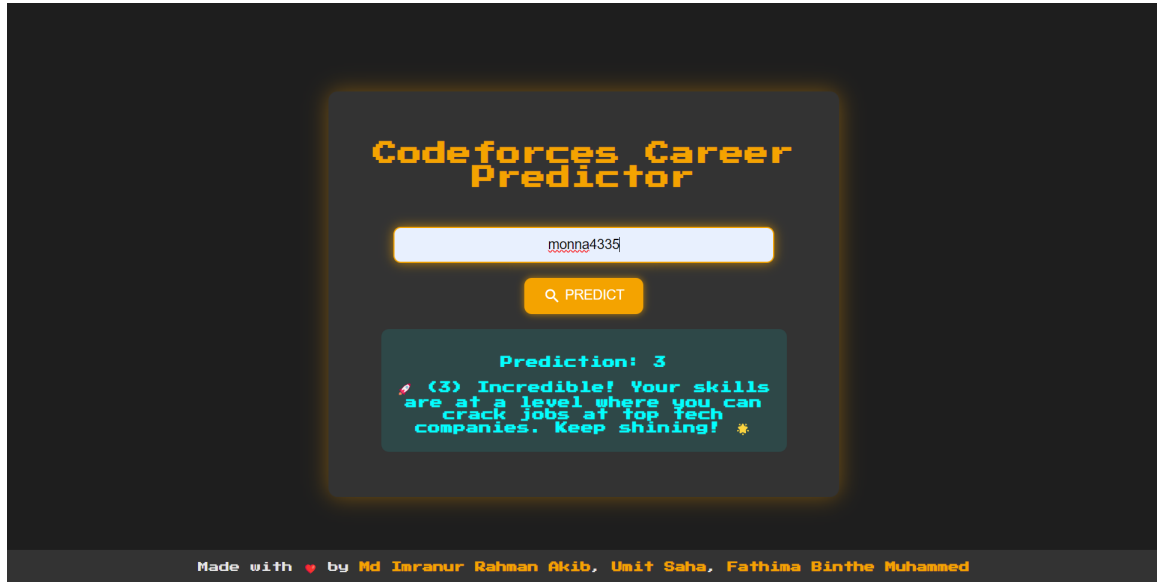 Codeforces Career
Predictor
monna4335
PREDICT
Prediction: 3
🚀 (3) Incredible! Your skills
are at a level where you can
crack jobs at top tech
companies. Keep shining! 🌟
Made with ❤️ by Md Imranur Rahman Akib, Umit Saha, Fathima Binthe Muhammed